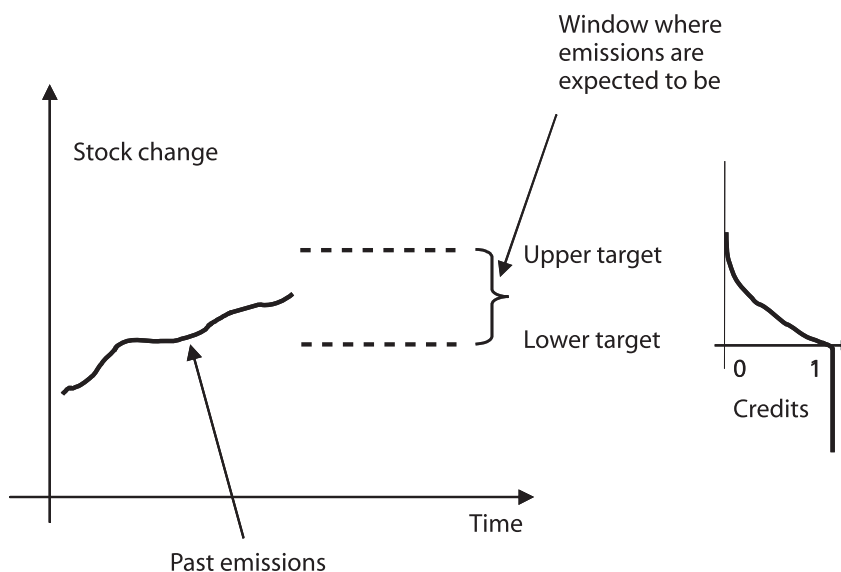 Window where
emissions are
expected to be
Stock change
Upper target
Lower target
0 1
Credits
Time
Past emissions